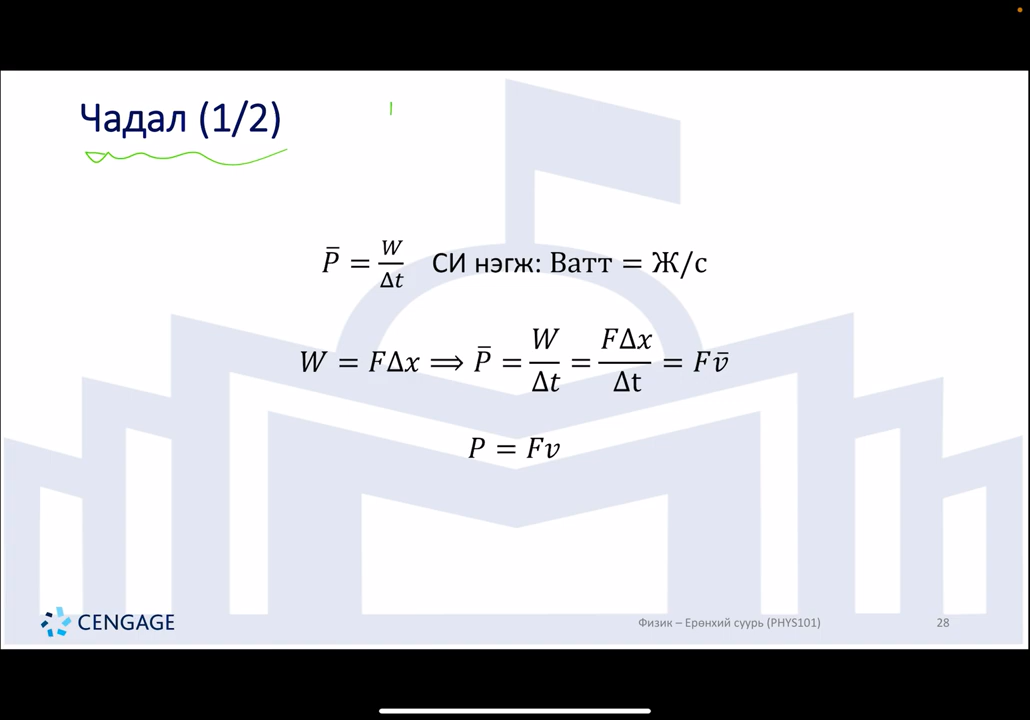 Чадал (1/2)
P̄ = W/Δt СИ нэгж: Ватт = Ж/с
W = FΔx ⟹ P̄ = W/Δt = FΔx/Δt = Fv̄
P = Fv
CENGAGE
Физик – Ерөнхий суурь (PHYS101) 28